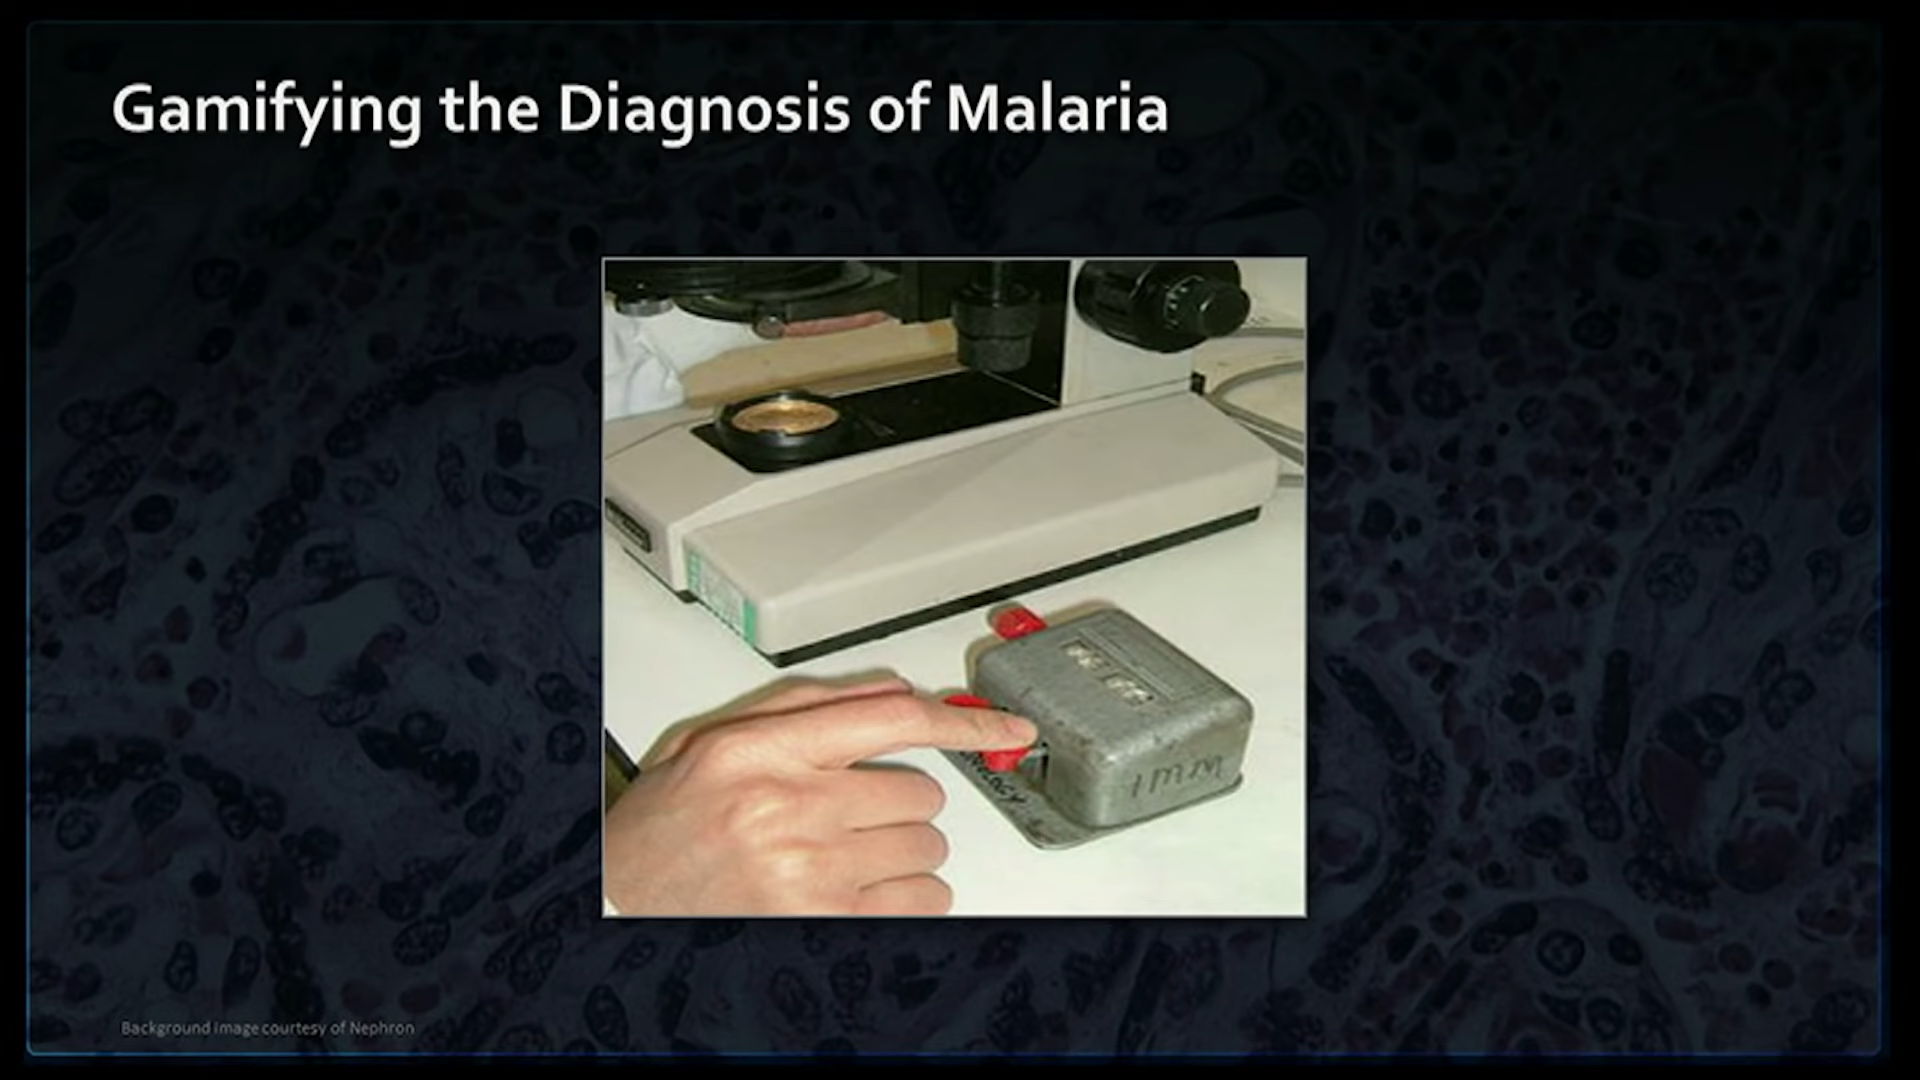 Gamifying the Diagnosis of Malaria
Background Image courtesy of Nephron